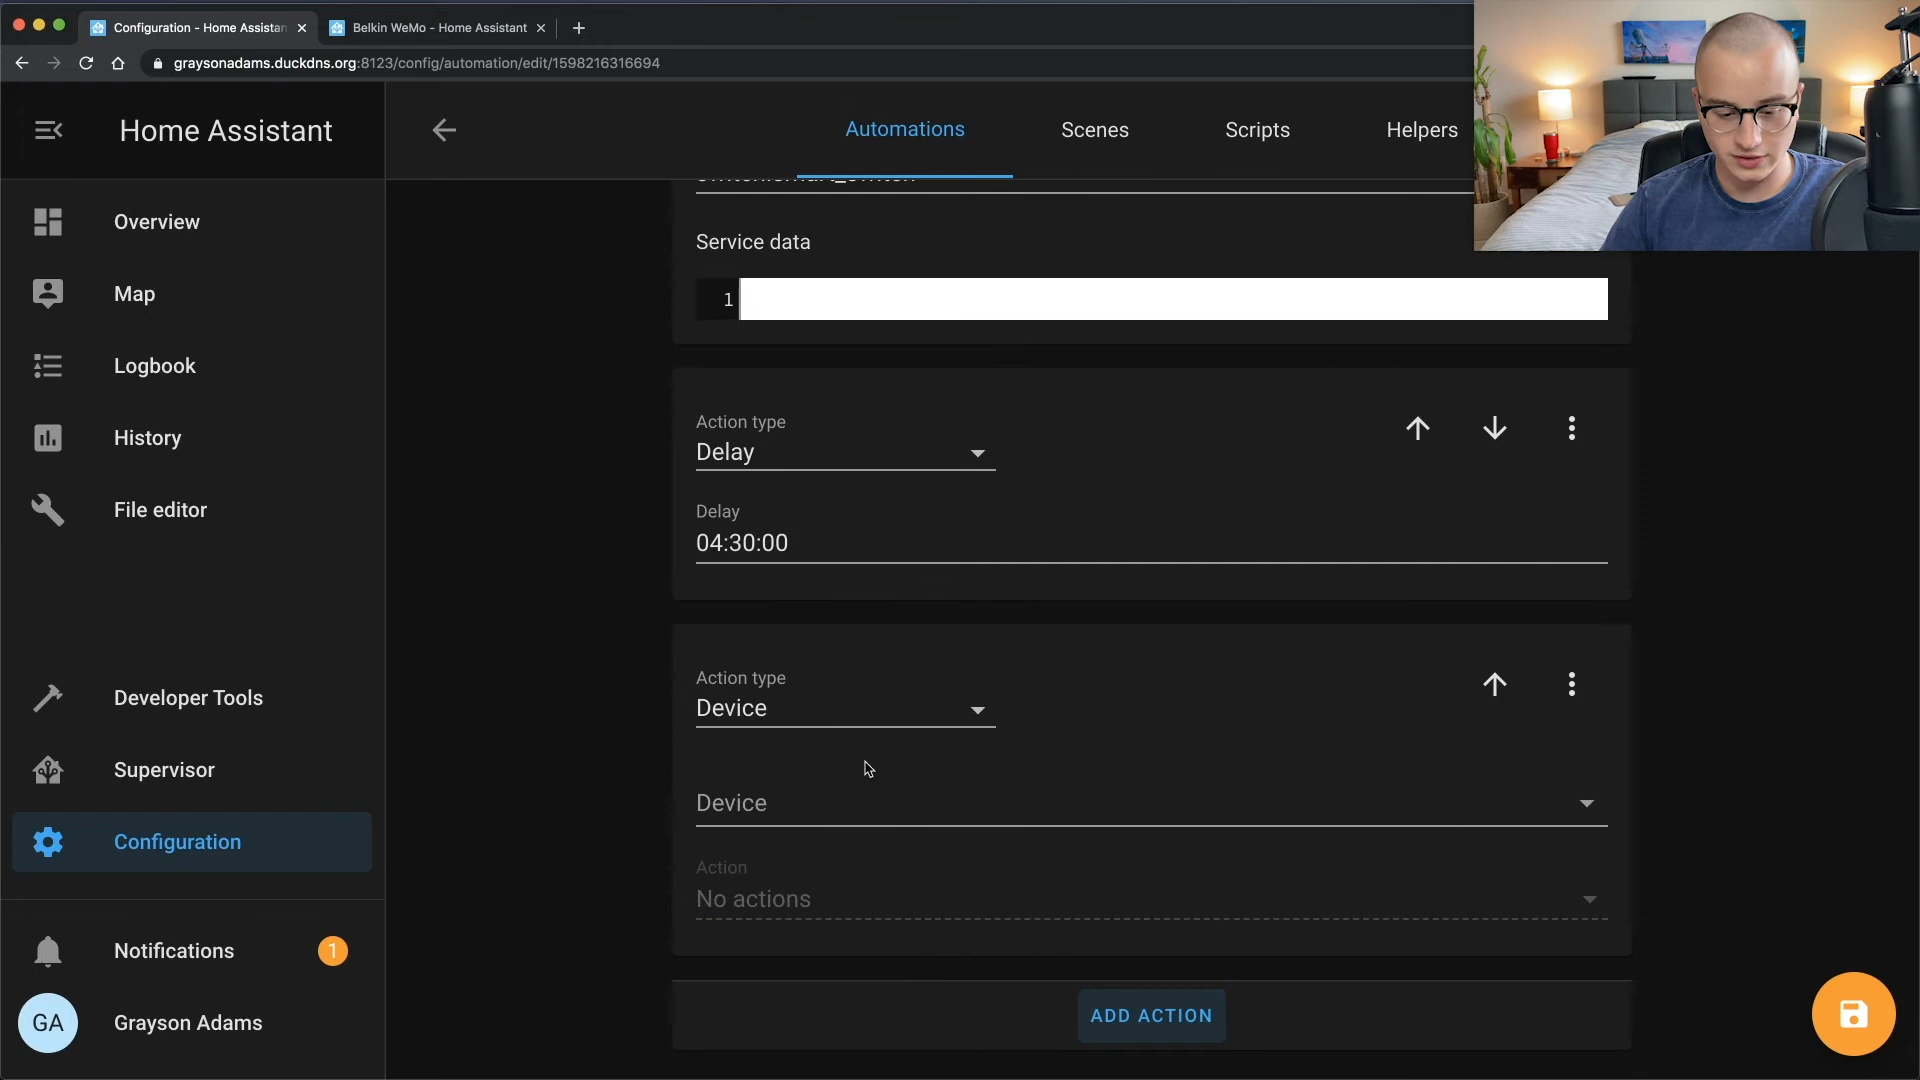 Configuration - Home Assistan
Belkin WeMo - Home Assistant
graysonadams.duckdns.org:8123/config/automation/edit/1598216316694
Home Assistant
Automations
Scenes
Scripts
Helpers
Overview
Map
Logbook
History
File editor
Developer Tools
Supervisor
Configuration
Notifications
1
GA
Grayson Adams
Service data
1
Action type
Delay
Delay
04:30:00
Action type
Device
Device
Action
No actions
ADD ACTION